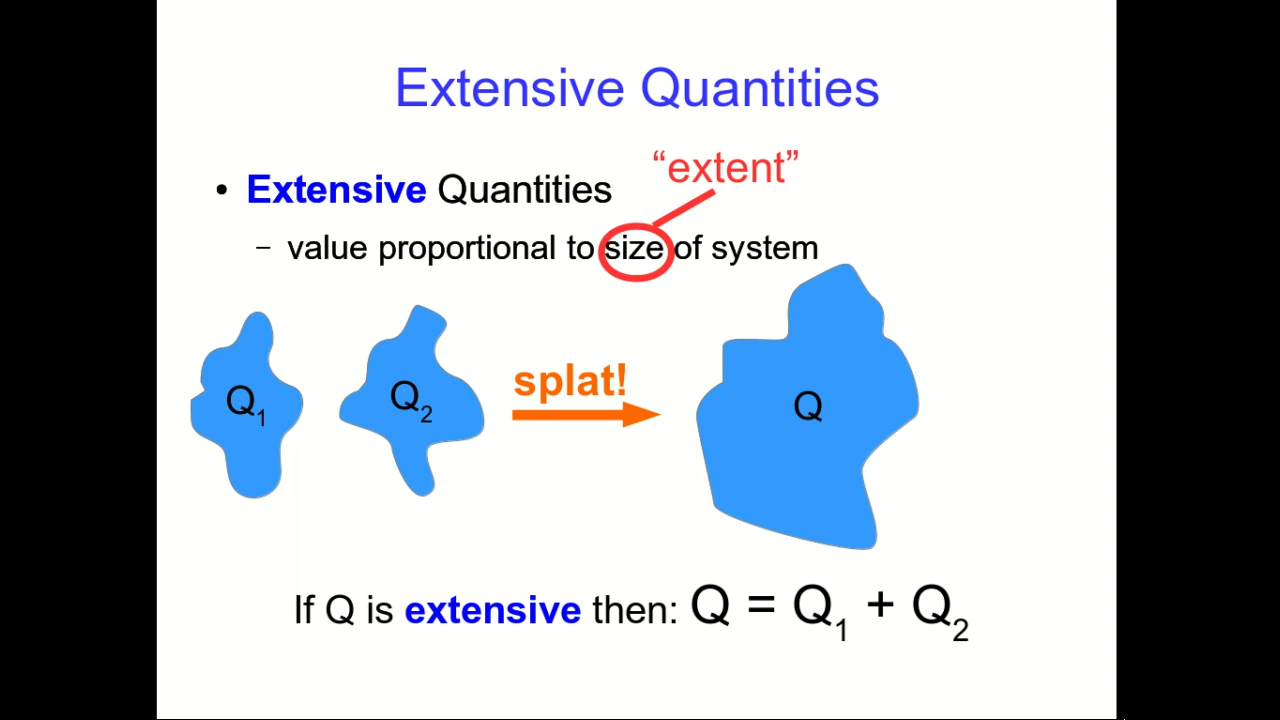 Extensive Quantities
“extent”
• Extensive Quantities
– value proportional to size of system
splat!
Q1
Q2
Q
If Q is extensive then: Q = Q1 + Q2